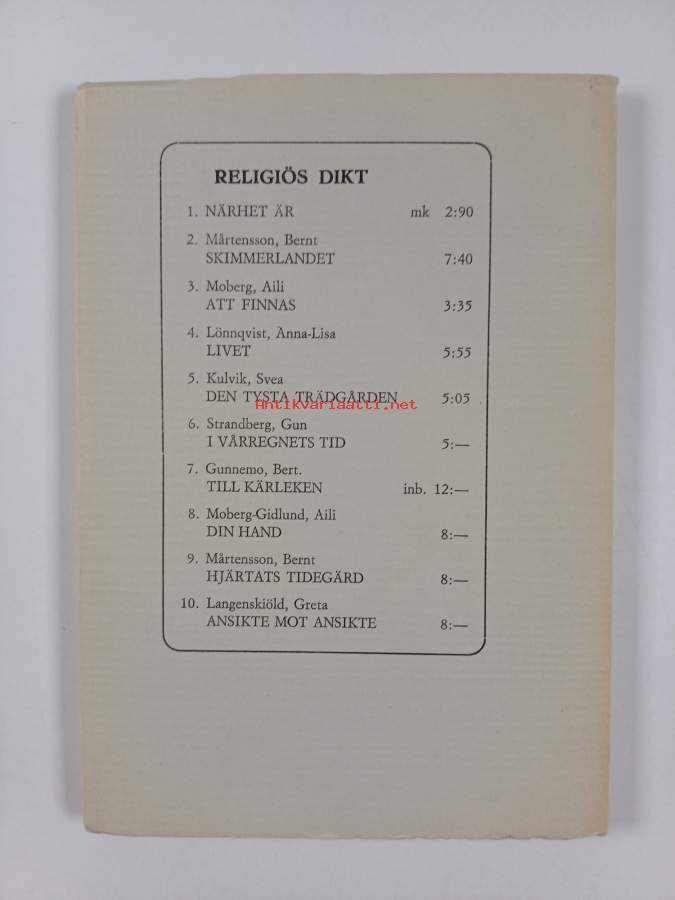 RELIGIÖS DIKT
1. NÄRHET ÄR mk 2:90
2. Mårtensson, Bernt
SKIMMERLANDET 7:40
3. Moberg, Aili
ATT FINNAS 3:35
4. Lönnqvist, Anna-Lisa
LIVET 5:55
5. Kulvik, Svea
DEN TYSTA TRÄDGÅRDEN 5:05
Antikvariaatti.net
6. Strandberg, Gun
I VÅRREGNETS TID 5:—
7. Gunnemo, Bert.
TILL KÄRLEKEN inb. 12:—
8. Moberg-Gidlund, Aili
DIN HAND 8:—
9. Mårtensson, Bernt
HJÄRTATS TIDEGÄRD 8:—
10. Langenskiöld, Greta
ANSIKTE MOT ANSIKTE 8:—